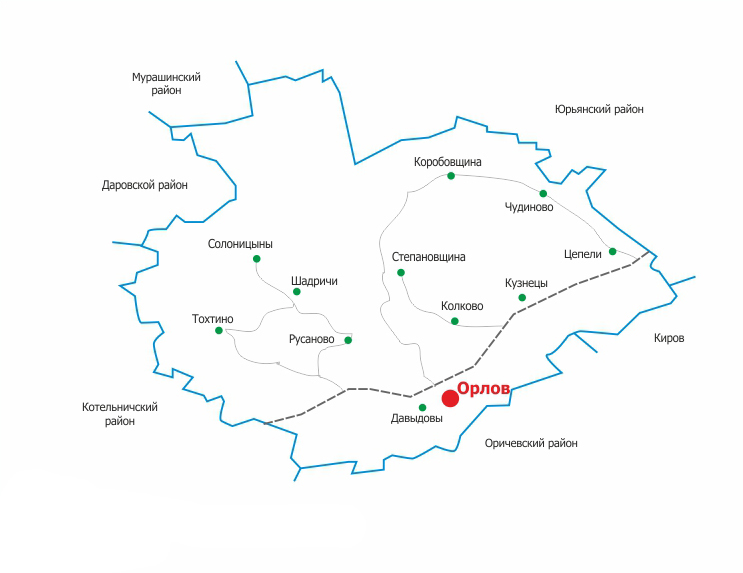 Мурашинский
район
Юрьянский район
Коробовщина
Даровской район
Чудиново
Солоницыны
Степановщина
Цепели
Шадричи
Кузнецы
Колково
Тохтино
Русаново
Киров
Орлов
Котельничский
район
Давыдовы
Оричевский район